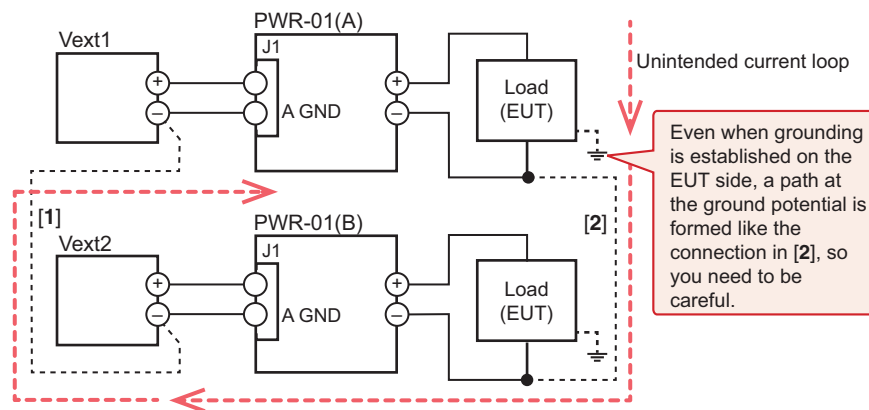 PWR-01(A)
Vext1
J1
Unintended current loop
+
+
Load
(EUT)
–
A GND
–
Even when grounding
is established on the
EUT side, a path at
the ground potential is
formed like the
connection in [2], so
you need to be
careful.
[1]
PWR-01(B)
[2]
Vext2
J1
+
+
Load
(EUT)
–
A GND
–